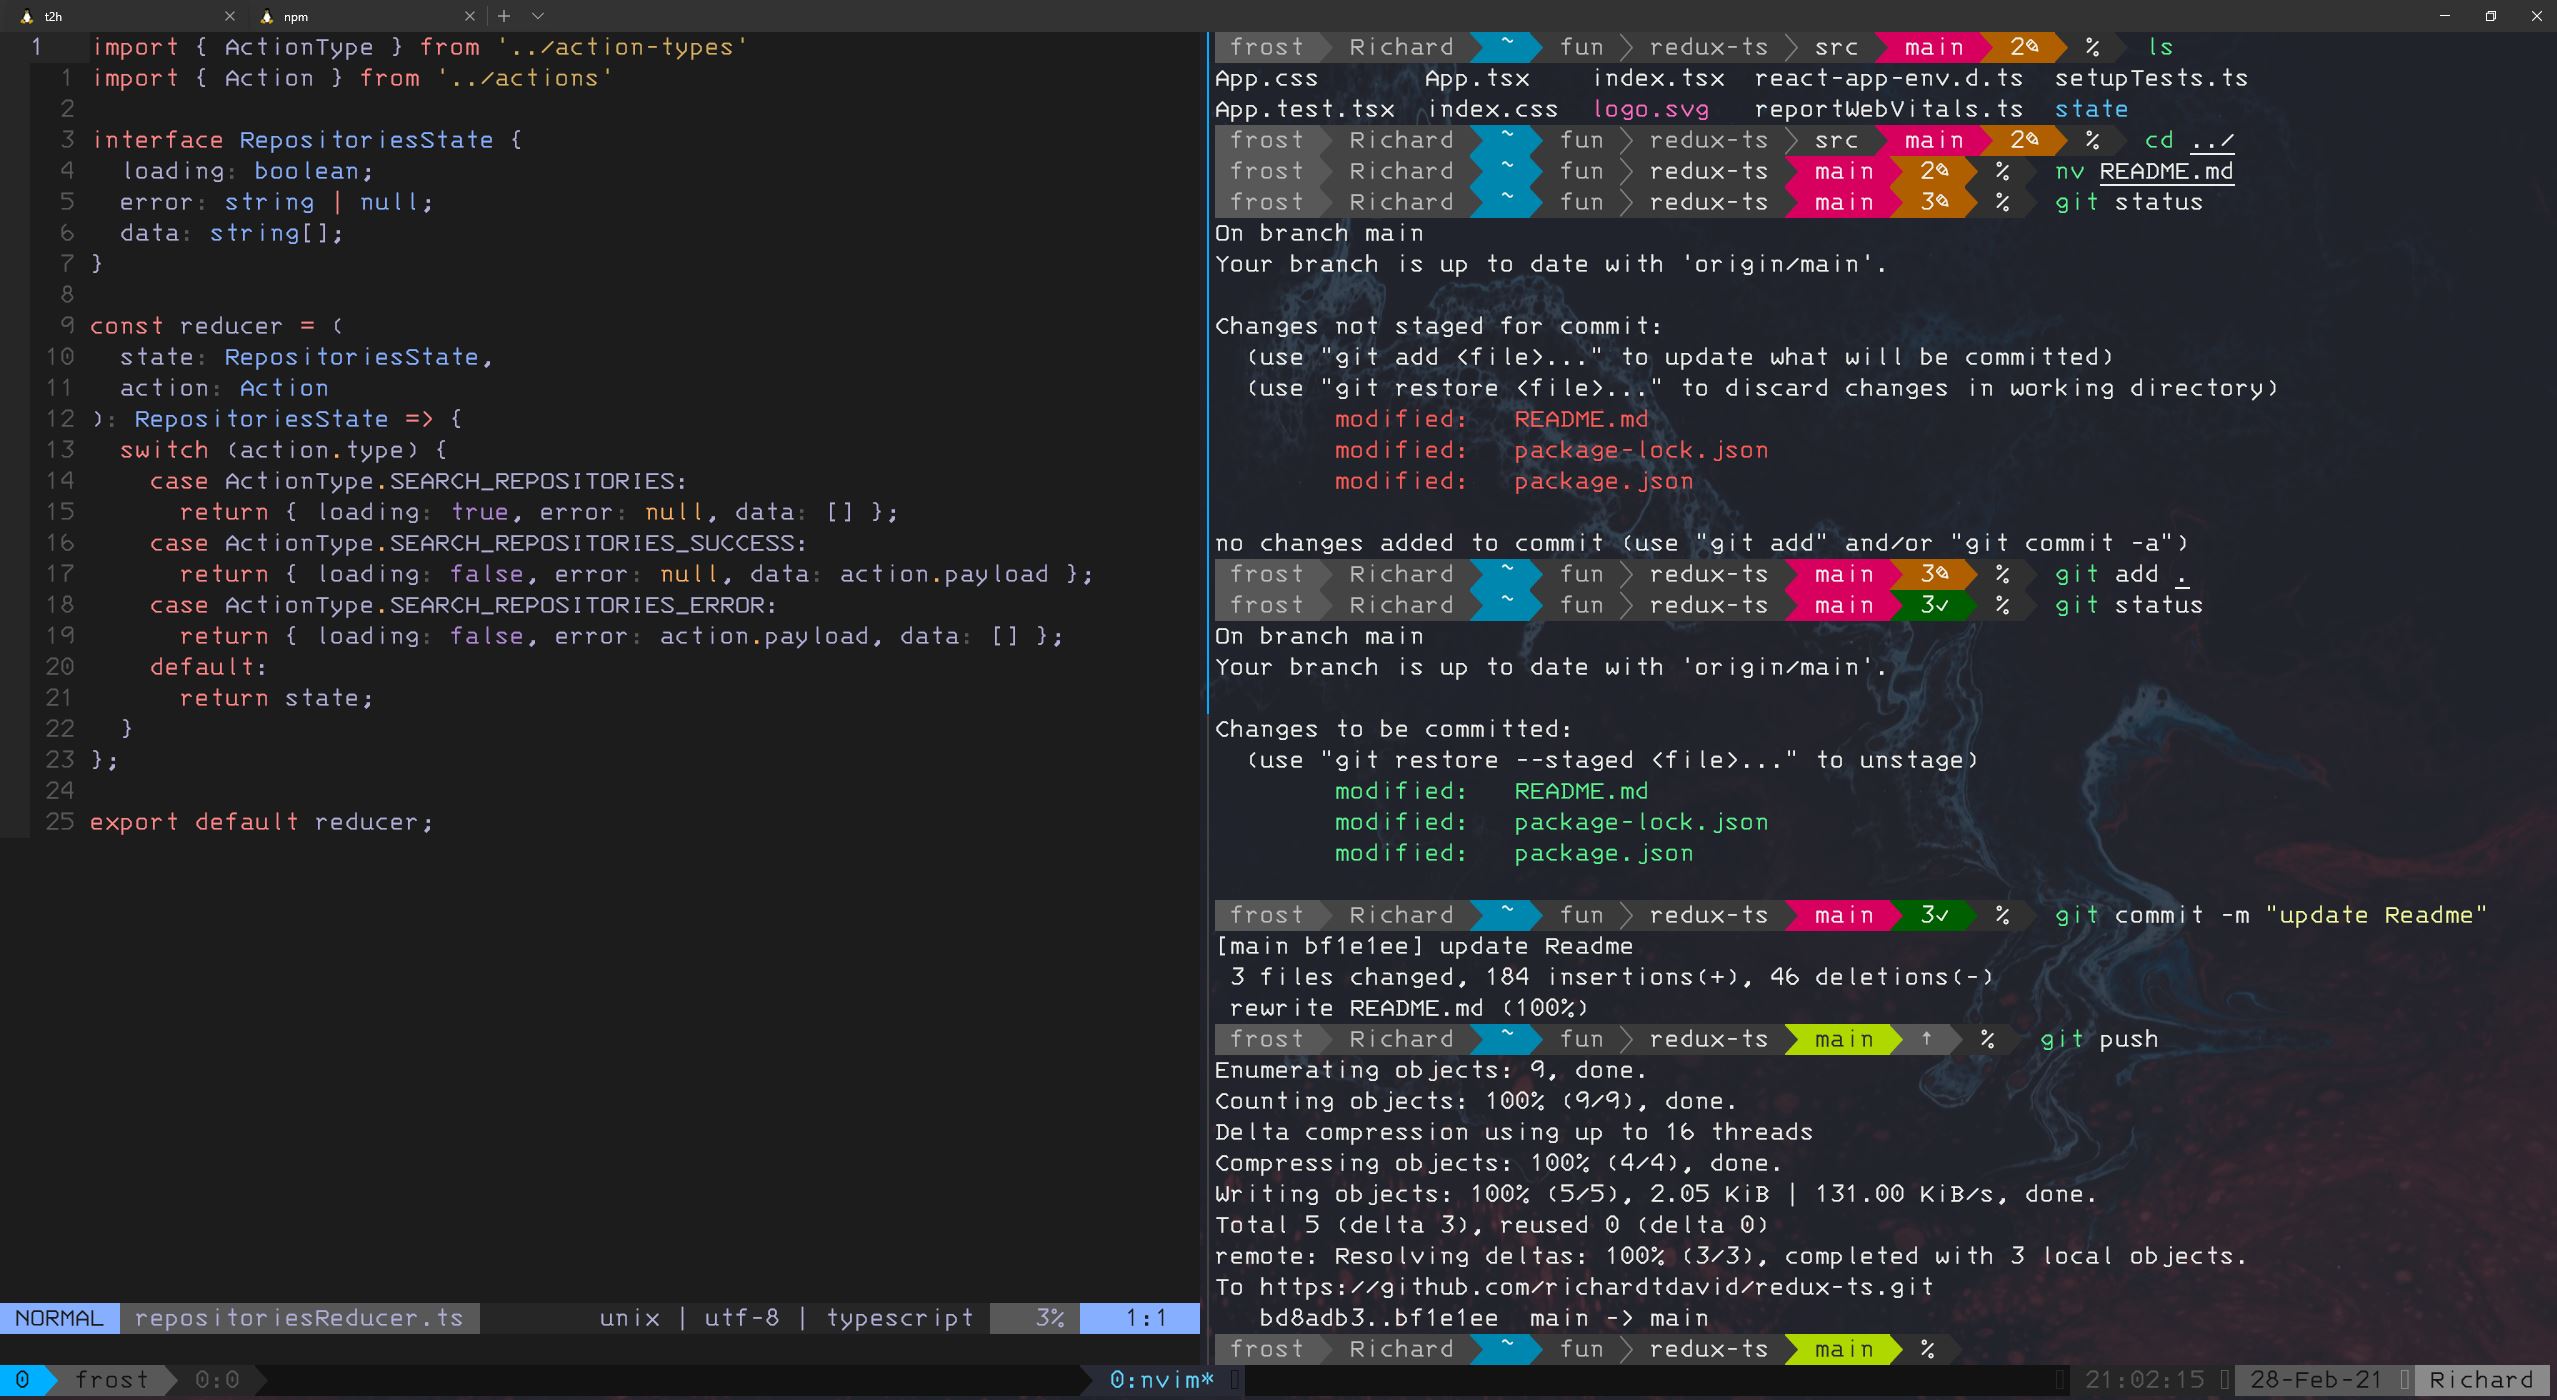 t2h
npm
1 import { ActionType } from '../action-types'
1 import { Action } from '../actions'
2
3 interface RepositoriesState {
4   loading: boolean;
5   error: string | null;
6   data: string[];
7 }
8
9 const reducer = (
10   state: RepositoriesState,
11   action: Action
12 ): RepositoriesState => {
13   switch (action.type) {
14     case ActionType.SEARCH_REPOSITORIES:
15       return { loading: true, error: null, data: [] };
16     case ActionType.SEARCH_REPOSITORIES_SUCCESS:
17       return { loading: false, error: null, data: action.payload };
18     case ActionType.SEARCH_REPOSITORIES_ERROR:
19       return { loading: false, error: action.payload, data: [] };
20     default:
21       return state;
22   }
23 };
24
25 export default reducer;
NORMAL repositoriesReducer.ts unix | utf-8 | typescript 3% 1:1
frost Richard ~ fun redux-ts src main 2✎ % ls
App.css App.tsx index.tsx react-app-env.d.ts setupTests.ts
App.test.tsx index.css logo.svg reportWebVitals.ts state
frost Richard ~ fun redux-ts src main 2✎ % cd ../
frost Richard ~ fun redux-ts main 2✎ % nv README.md
frost Richard ~ fun redux-ts main 3✎ % git status
On branch main
Your branch is up to date with 'origin/main'.

Changes not staged for commit:
  (use "git add <file>..." to update what will be committed)
  (use "git restore <file>..." to discard changes in working directory)
        modified:   README.md
        modified:   package-lock.json
        modified:   package.json

no changes added to commit (use "git add" and/or "git commit -a")
frost Richard ~ fun redux-ts main 3✎ % git add .
frost Richard ~ fun redux-ts main 3✓ % git status
On branch main
Your branch is up to date with 'origin/main'.

Changes to be committed:
  (use "git restore --staged <file>..." to unstage)
        modified:   README.md
        modified:   package-lock.json
        modified:   package.json

frost Richard ~ fun redux-ts main 3✓ % git commit -m "update Readme"
[main bf1e1ee] update Readme
 3 files changed, 184 insertions(+), 46 deletions(-)
 rewrite README.md (100%)
frost Richard ~ fun redux-ts main ↑ % git push
Enumerating objects: 9, done.
Counting objects: 100% (9/9), done.
Delta compression using up to 16 threads
Compressing objects: 100% (4/4), done.
Writing objects: 100% (5/5), 2.05 KiB | 131.00 KiB/s, done.
Total 5 (delta 3), reused 0 (delta 0)
remote: Resolving deltas: 100% (3/3), completed with 3 local objects.
To https://github.com/richardtdavid/redux-ts.git
   bd8adb3..bf1e1ee  main -> main
frost Richard ~ fun redux-ts main %
0 frost 0:0 0:nvim* 21:02:15 28-Feb-21 Richard